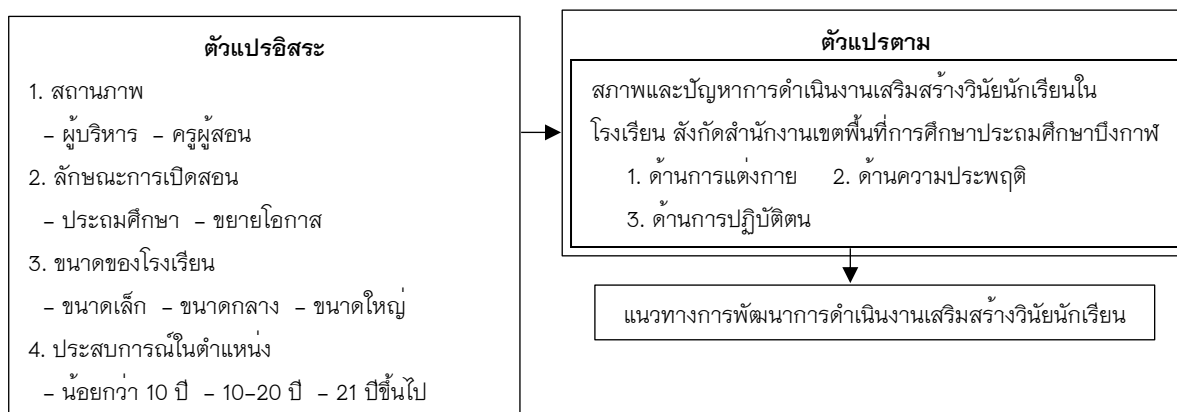 ตัวแปรอิสระ
1. สถานภาพ
– ผู้บริหาร – ครูผู้สอน
2. ลักษณะการเปิดสอน
– ประถมศึกษา – ขยายโอกาส
3. ขนาดของโรงเรียน
– ขนาดเล็ก – ขนาดกลาง – ขนาดใหญ่
4. ประสบการณ์ในตำแหน่ง
– น้อยกว่า 10 ปี – 10–20 ปี – 21 ปีขึ้นไป
ตัวแปรตาม
สภาพและปัญหาการดำเนินงานเสริมสร้างวินัยนักเรียนใน
โรงเรียน สังกัดสำนักงานเขตพื้นที่การศึกษาประถมศึกษาบึงกาฬ
1. ด้านการแต่งกาย 2. ด้านความประพฤติ
3. ด้านการปฏิบัติตน
แนวทางการพัฒนาการดำเนินงานเสริมสร้างวินัยนักเรียน